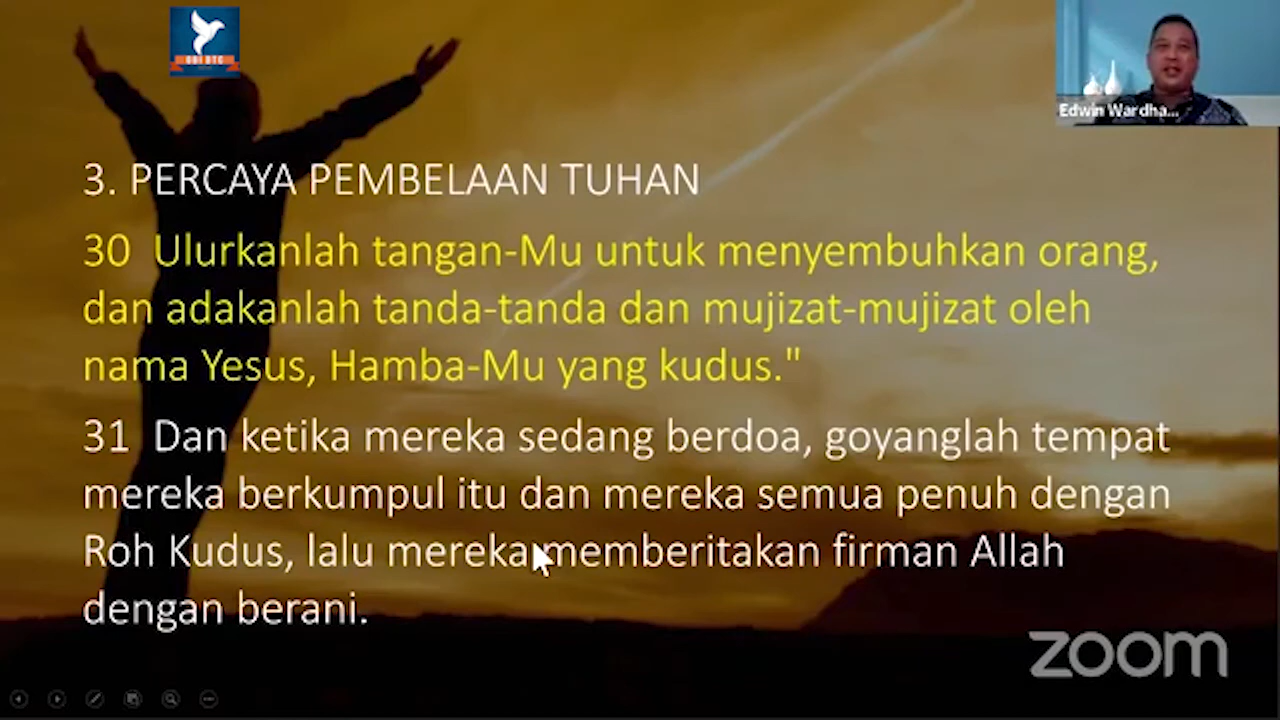 Edwin Wardha...
3. PERCAYA PEMBELAAN TUHAN
30 Ulurkanlah tangan-Mu untuk menyembuhkan orang,
dan adakanlah tanda-tanda dan mujizat-mujizat oleh
nama Yesus, Hamba-Mu yang kudus."
31 Dan ketika mereka sedang berdoa, goyanglah tempat
mereka berkumpul itu dan mereka semua penuh dengan
Roh Kudus, lalu mereka memberitakan firman Allah
dengan berani.
zoom